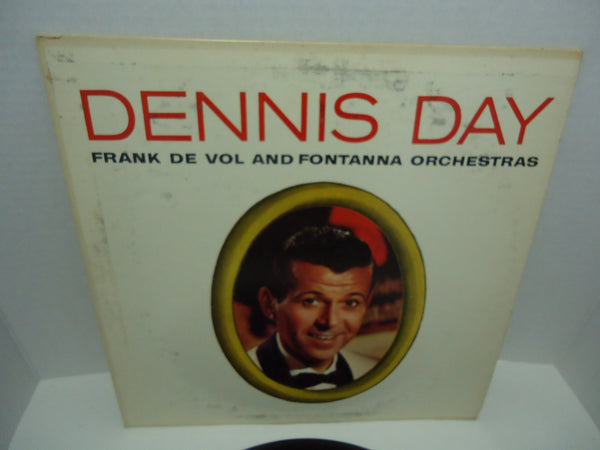 DENNIS DAY
FRANK DE VOL AND FONTANNA ORCHESTRAS